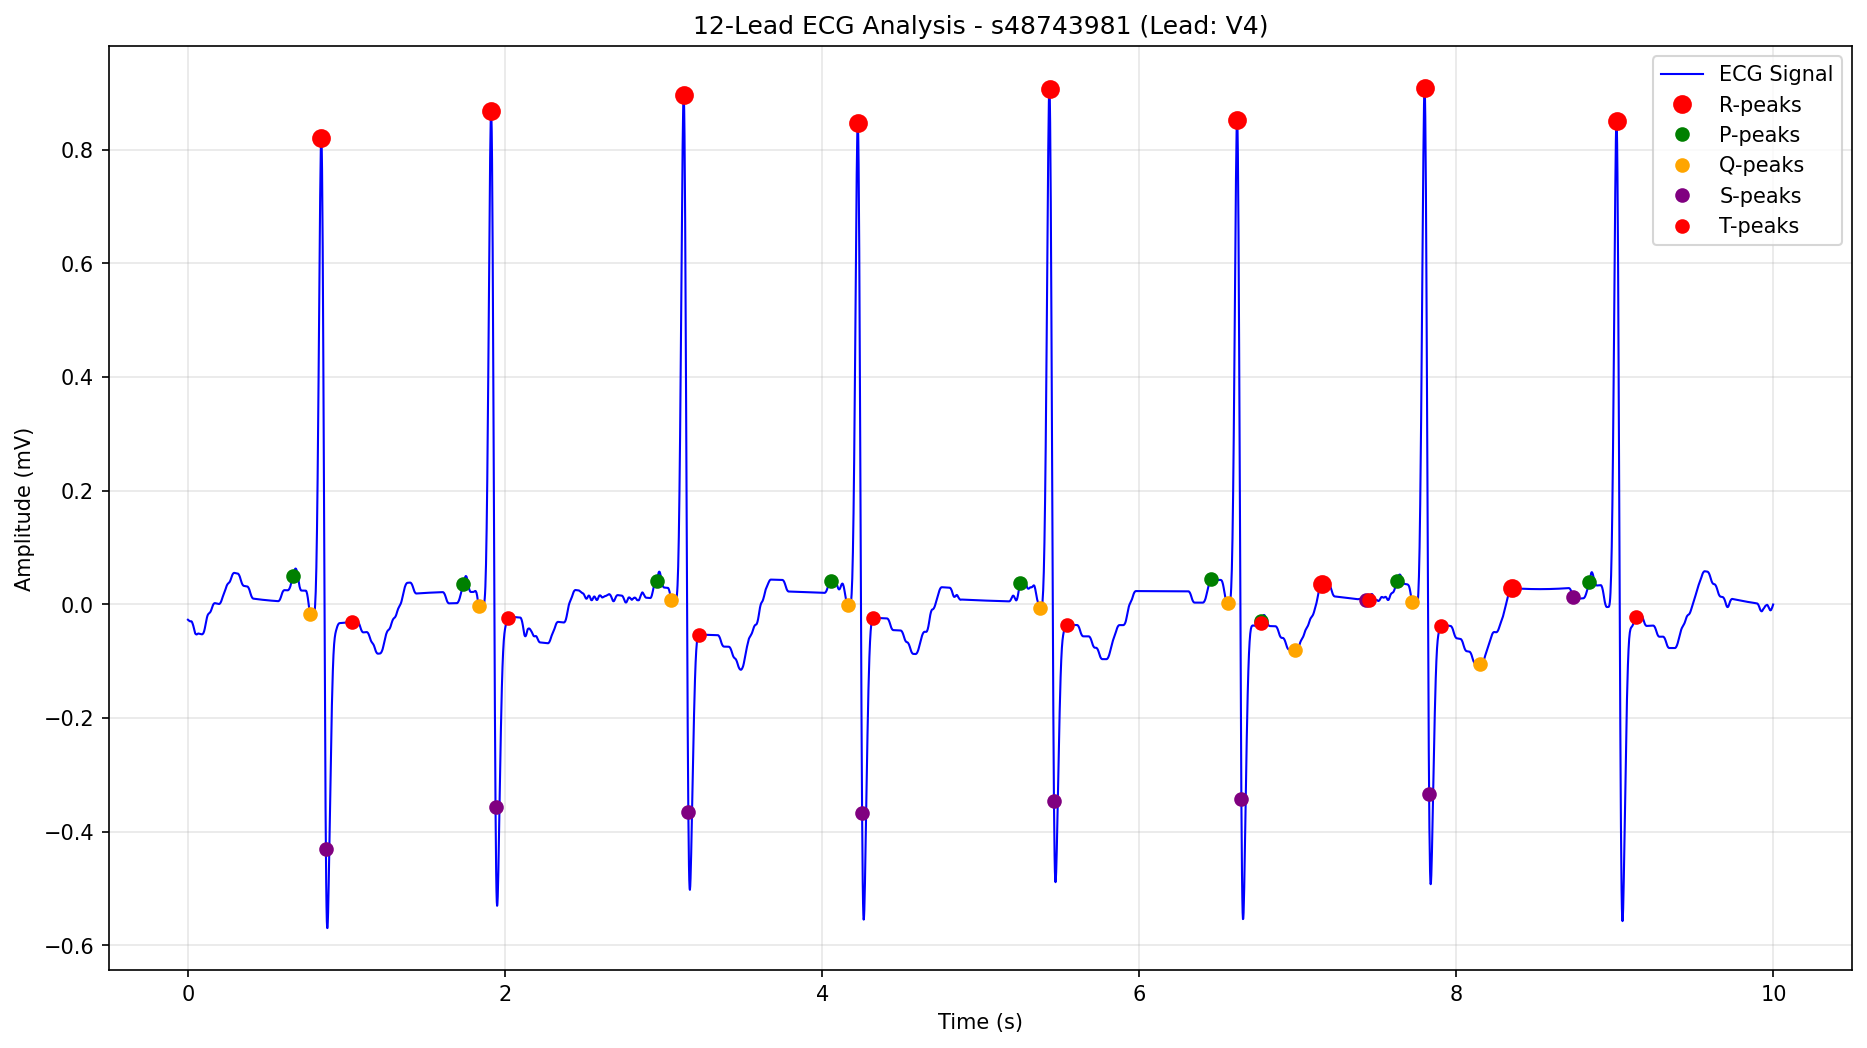 12-Lead ECG Analysis - s48743981 (Lead: V4)
ECG Signal
R-peaks
P-peaks
Q-peaks
S-peaks
T-peaks
Amplitude (mV)
0.8
0.6
0.4
0.2
0.0
−0.2
−0.4
−0.6
0 2 4 6 8 10
Time (s)